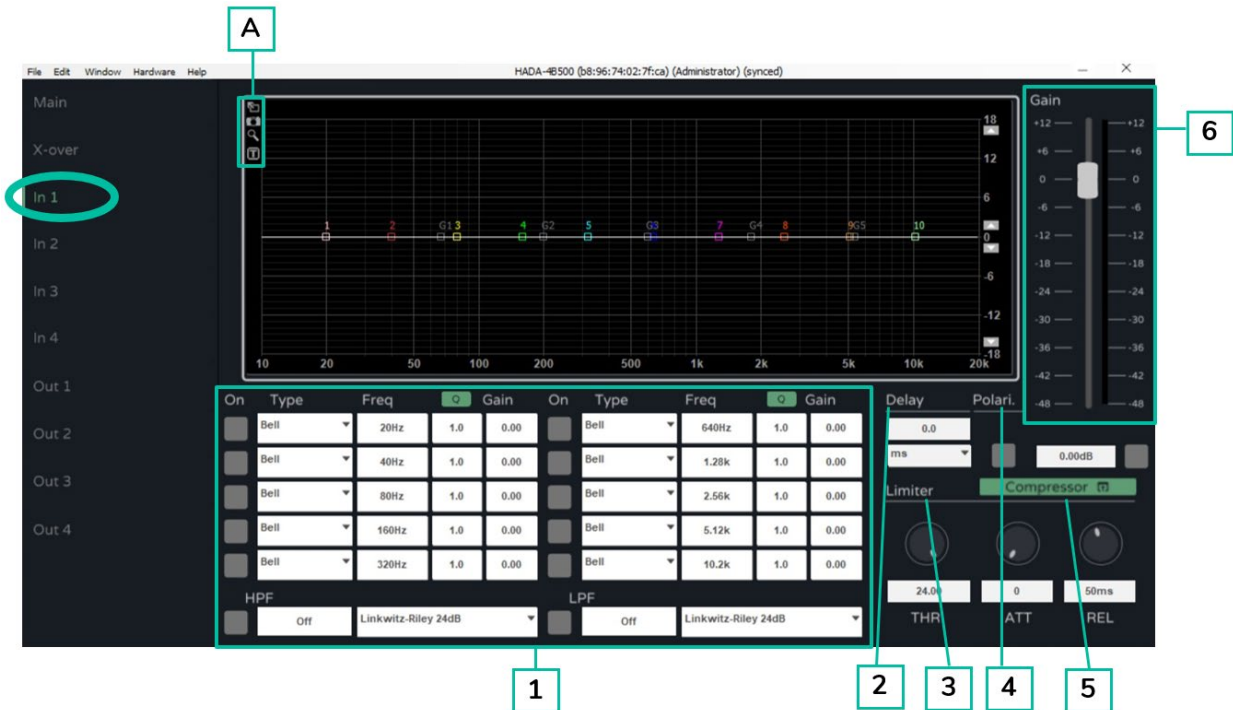 A
File Edit Window Hardware Help HADA-4B500 (b8:96:74:02:7f:ca) (Administrator) (synced)
Main
X-over
In 1
In 2
In 3
In 4
Out 1
Out 2
Out 3
Out 4
T
1 2 G1 3 4 G2 5 G3 7 G4 8 9 G5 10
18
12
6
0
-6
-12
-18
10 20 50 100 200 500 1k 2k 5k 10k 20k
Gain
+12 +12
+6 +6
0 0
-6 -6
-12 -12
-18 -18
-24 -24
-30 -30
-36 -36
-42 -42
-48 -48
6
On Type Freq Q Gain On Type Freq Q Gain
Bell 20Hz 1.0 0.00 Bell 640Hz 1.0 0.00
Bell 40Hz 1.0 0.00 Bell 1.28k 1.0 0.00
Bell 80Hz 1.0 0.00 Bell 2.56k 1.0 0.00
Bell 160Hz 1.0 0.00 Bell 5.12k 1.0 0.00
Bell 320Hz 1.0 0.00 Bell 10.2k 1.0 0.00
HPF LPF
Off Linkwitz-Riley 24dB Off Linkwitz-Riley 24dB
Delay Polari.
0.0
ms 0.00dB
Limiter Compressor
24.00 0 50ms
THR ATT REL
1 2 3 4 5